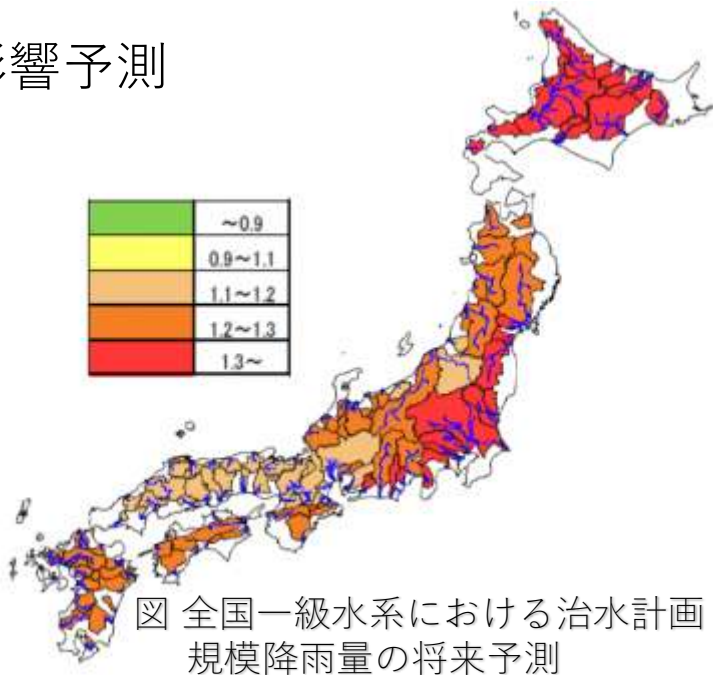 影響予測
～0.9
0.9～1.1
1.1～1.2
1.2～1.3
1.3～
図 全国一級水系における治水計画
規模降雨量の将来予測